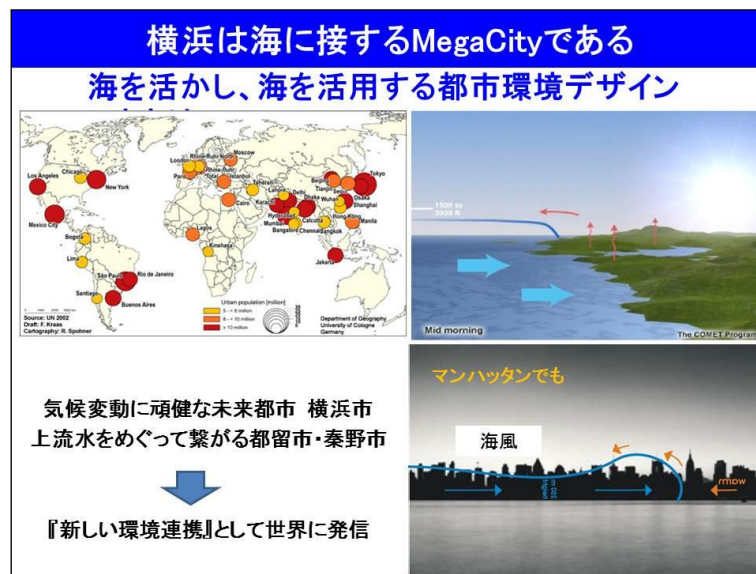 横浜は海に接するMegaCityである
海を活かし、海を活用する都市環境デザイン
Moscow
London
Rhine-Ruhr North
Rhine-Ruhr
Paris
Total
Istanbul
Chicago
Los Angeles
New York
Mexico City
Bogota
Lima
São Paulo
Rio de Janeiro
Santiago
Buenos Aires
Cairo
Lagos
Kinshasa
Teheran
Lahore
Delhi
Karachi
Hyderabad
Mumbai
Bangalore
Chennai
Calcutta
Bangkok
Beijing
Tianjin
Seoul
Tokyo
Osaka
Wuhan
Shanghai
Hong Kong
Manila
Jakarta
Urban population [million]
5 - < 8 million
8 - < 10 million
≥ 10 million
Source: UN 2002
Draft: F. Kraas
Cartography: R. Spohner
Department of Geography
University of Cologne
Germany
1500 to
3000 ft
Mid morning
The COMET Program
気候変動に頑健な未来都市 横浜市
上流水をめぐって繋がる都留市・秦野市
『新しい環境連携』として世界に発信
マンハッタンでも
海風
warm